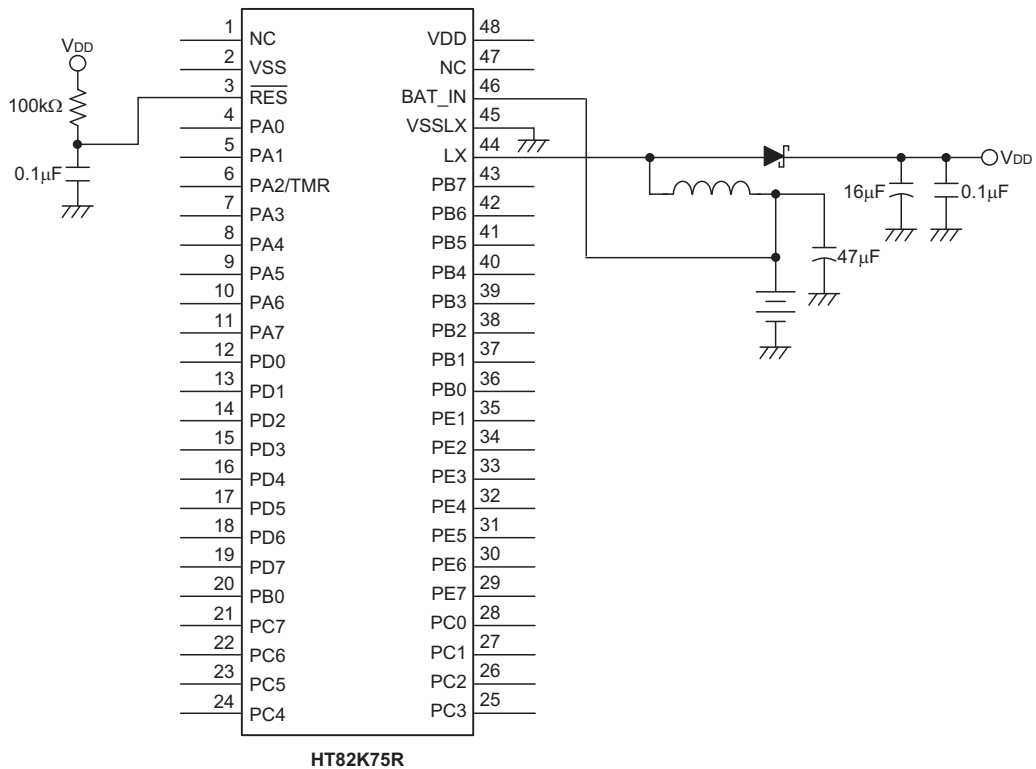 VDD
100kΩ
0.1μF
1 NC
2 VSS
3 RES
4 PA0
5 PA1
6 PA2/TMR
7 PA3
8 PA4
9 PA5
10 PA6
11 PA7
12 PD0
13 PD1
14 PD2
15 PD3
16 PD4
17 PD5
18 PD6
19 PD7
20 PB0
21 PC7
22 PC6
23 PC5
24 PC4
VDD 48
NC 47
BAT_IN 46
VSSLX 45
LX 44
PB7 43
PB6 42
PB5 41
PB4 40
PB3 39
PB2 38
PB1 37
PB0 36
PE1 35
PE2 34
PE3 33
PE4 32
PE5 31
PE6 30
PE7 29
PC0 28
PC1 27
PC2 26
PC3 25
VDD
16μF
0.1μF
47μF
HT82K75R